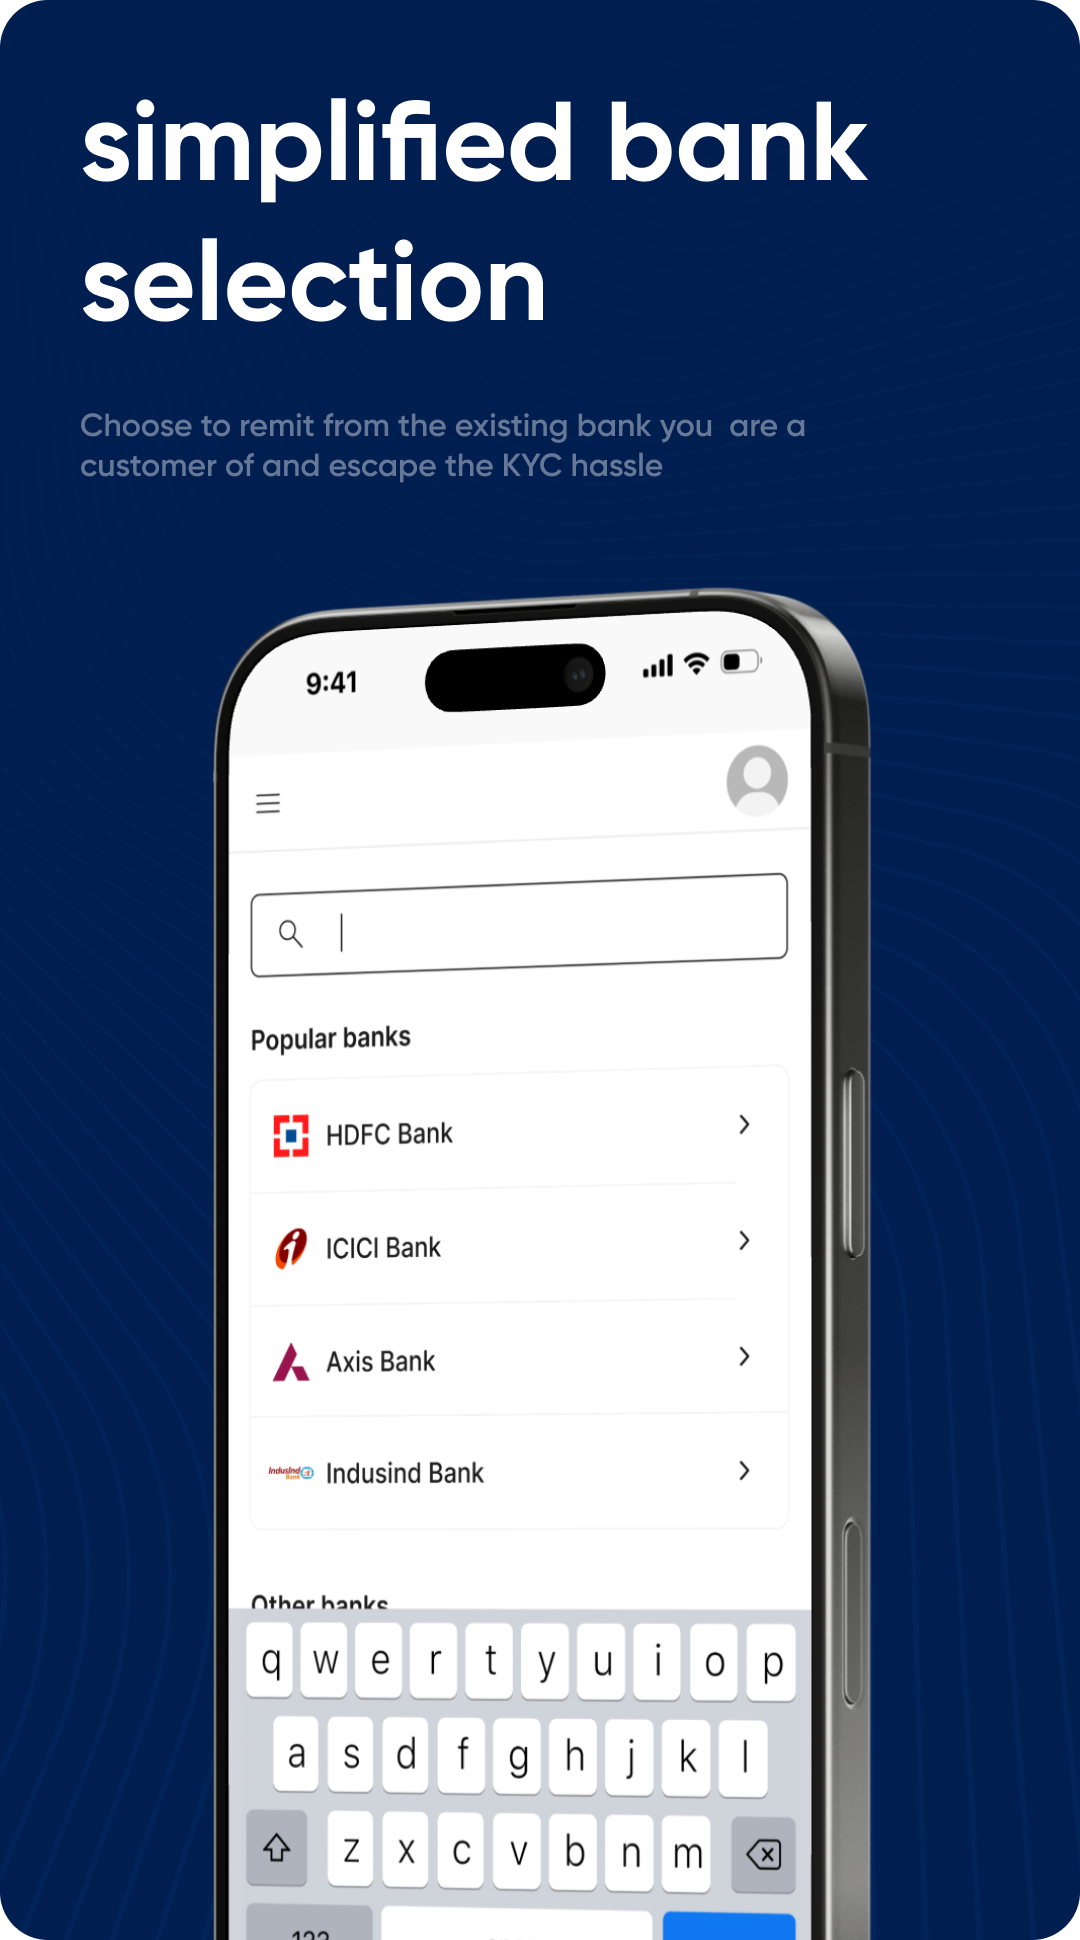 simplified bank
selection
Choose to remit from the existing bank you are a
customer of and escape the KYC hassle
9:41
Popular banks
HDFC Bank
ICICI Bank
Axis Bank
IndusInd
Bank
Indusind Bank
Other banks
q w e r t y u i o p
a s d f g h j k l
z x c v b n m
123